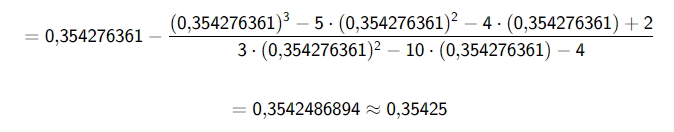 = 0,354276361 − (0,354276361)³ − 5 · (0,354276361)² − 4 · (0,354276361) + 2
3 · (0,354276361)² − 10 · (0,354276361) − 4
= 0,3542486894 ≈ 0,35425